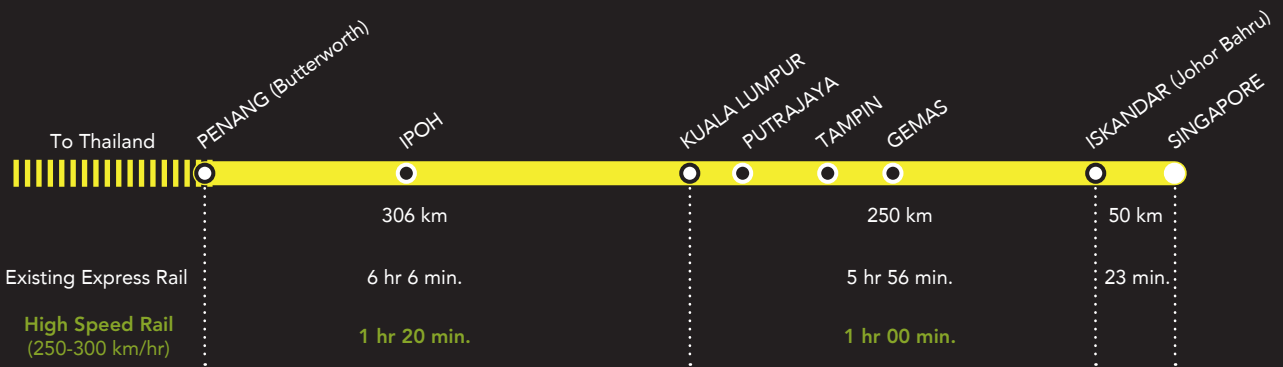 To Thailand
PENANG (Butterworth)
IPOH
KUALA LUMPUR
PUTRAJAYA
TAMPIN
GEMAS
ISKANDAR (Johor Bahru)
SINGAPORE
306 km
250 km
50 km
Existing Express Rail
6 hr 6 min.
5 hr 56 min.
23 min.
High Speed Rail
(250-300 km/hr)
1 hr 20 min.
1 hr 00 min.